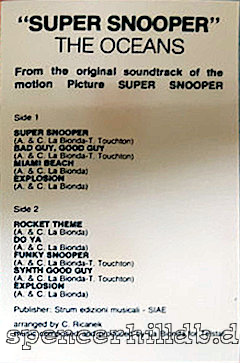 "SUPER SNOOPER"
THE OCEANS
From the original soundtrack of the
motion Picture SUPER SNOOPER
Side 1
SUPER SNOOPER
(A. & C. La Bionda-T. Touchton)
BAD GUY, GOOD GUY
(A. & C. La Bionda-T. Touchton)
MIAMI BEACH
(A. & C. La Bionda)
EXPLOSION
(A. & C. La Bionda)
Side 2
ROCKET THEME
(A. & C. La Bionda)
DO YA
(A. & C. La Bionda)
FUNKY SNOOPER
(A. & C. La Bionda)
SYNTH GOOD GUY
(A. & C. La Bionda)
EXPLOSION
(A. & C. La Bionda)
Publisher: Strum edizioni musicali - SIAE
arranged by C. Ricanek
spencerhilldb.d